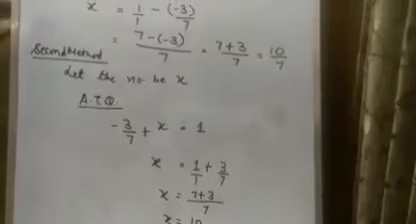 x = 1/1 - (-3)/7
= 7-(-3)/7 = 7+3/7 = 10/7
Second Method
Let the no be x
A.T.Q.
-3/7 + x = 1
x = 1/1 + 3/7
x = 7+3/7
x = 10